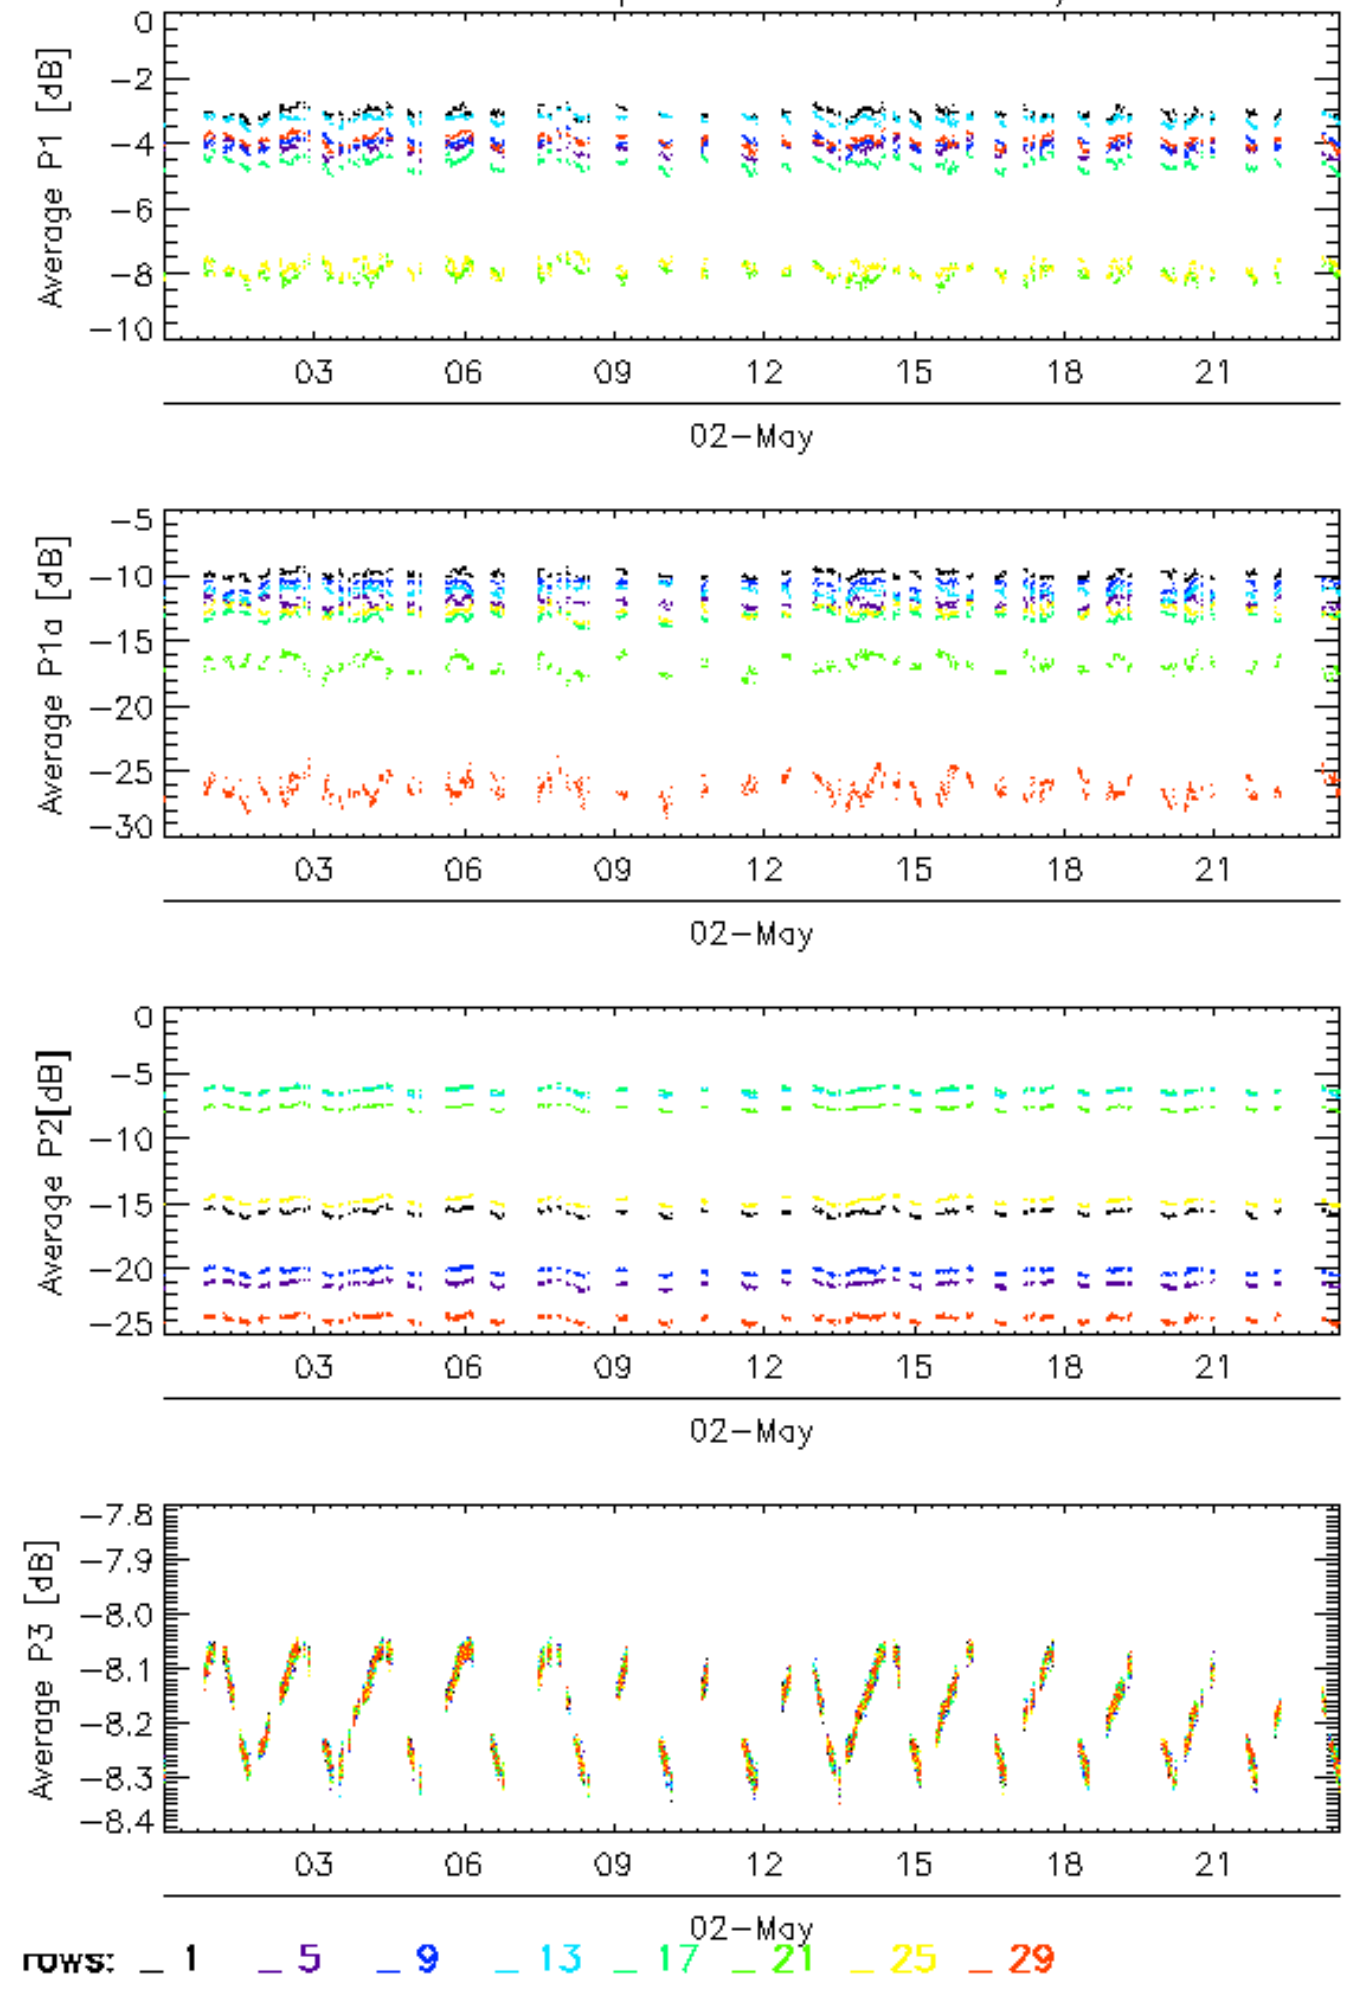 Average P1 [dB]
0
−2
−4
−6
−8
−10
03 06 09 12 15 18 21
02−May
Average P1a [dB]
−5
−10
−15
−20
−25
−30
03 06 09 12 15 18 21
02−May
Average P2[dB]
0
−5
−10
−15
−20
−25
03 06 09 12 15 18 21
02−May
Average P3 [dB]
−7.8
−7.9
−8.0
−8.1
−8.2
−8.3
−8.4
03 06 09 12 15 18 21
02−May
rows: _ 1 _ 5 _ 9 _ 13 _ 17 _ 21 _ 25 _ 29